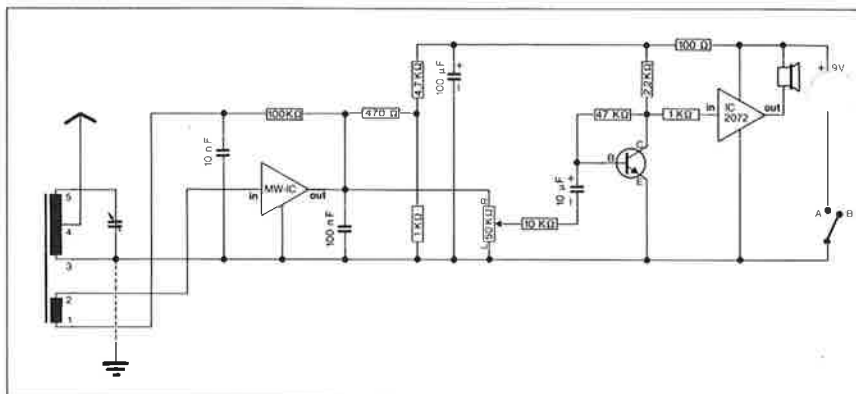 100 Ω
+
9V
4,7 KΩ
100 µF
+
−
2,2 KΩ
100KΩ
470 Ω
47 KΩ
C
B
E
1 KΩ
in
IC
2072
out
10 nF
5
4
3
2
1
in
MW-IC
out
100 nF
1 KΩ
R
50 KΩ
L
10 KΩ
10 µF
+
−
A
B